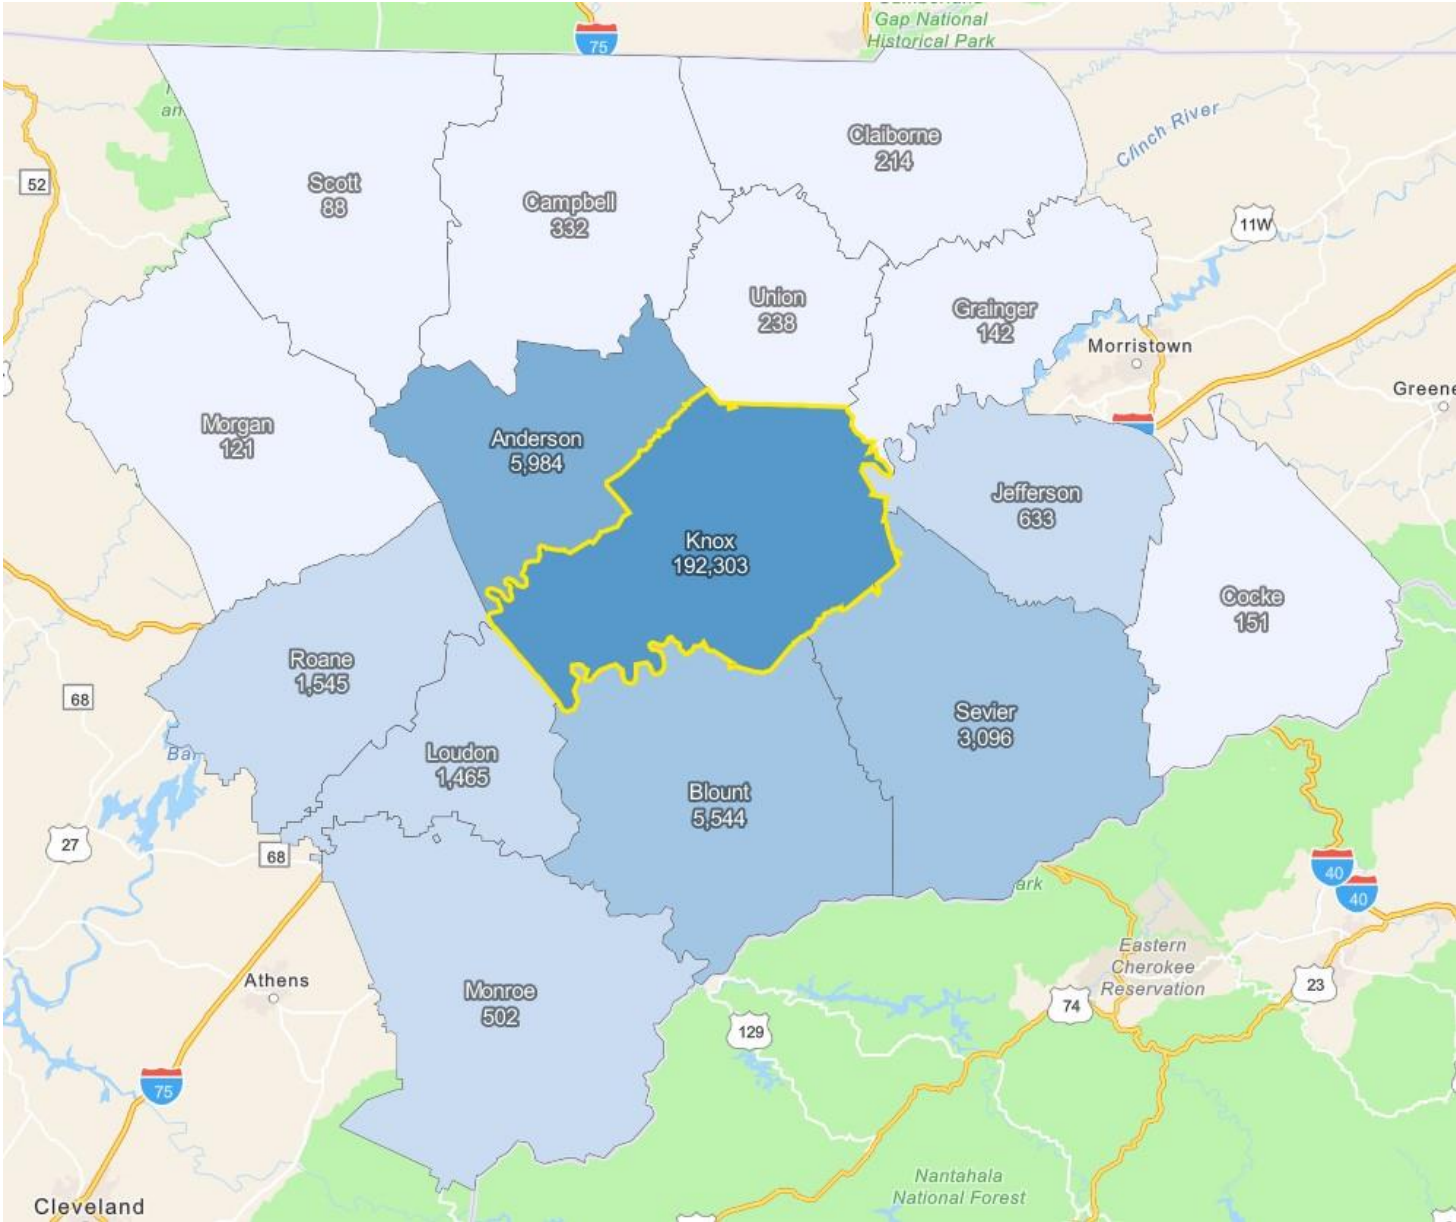 Gap National
Historical Park
75
Clinch River
Claiborne
214
Scott
88
Campbell
332
52
11W
Union
238
Grainger
142
Morristown
Greene
Morgan
121
Anderson
5,984
Jefferson
633
Knox
192,303
Cocke
151
Roane
1,545
68
Sevier
3,096
Loudon
1,465
Blount
5,544
27
68
40
40
ark
Eastern
Cherokee
Reservation
Athens
Monroe
502
23
74
129
75
Nantahala
National Forest
Cleveland